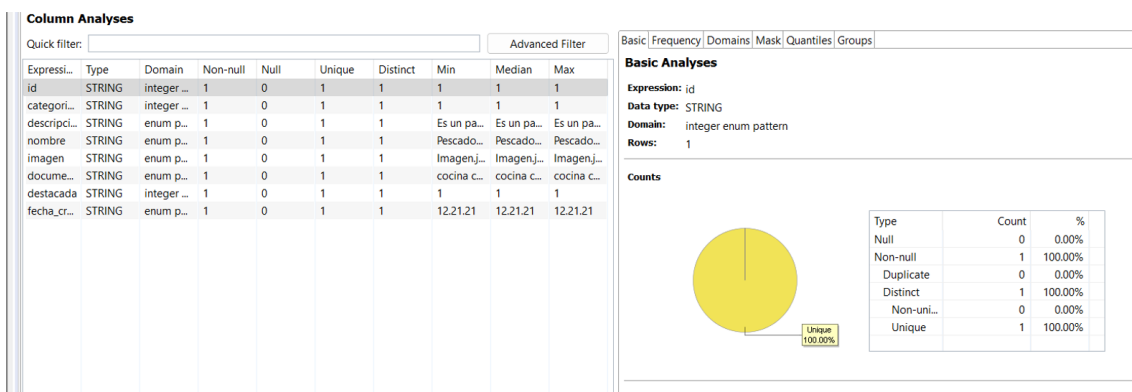 Column Analyses
Quick filter:
Advanced Filter
Expressi... Type Domain Non-null Null Unique Distinct Min Median Max
id STRING integer ... 1 0 1 1 1 1 1
categori... STRING integer ... 1 0 1 1 1 1 1
descripci... STRING enum p... 1 0 1 1 Es un pa... Es un pa... Es un pa...
nombre STRING enum p... 1 0 1 1 Pescado... Pescado... Pescado...
imagen STRING enum p... 1 0 1 1 Imagen.j... Imagen.j... Imagen.j...
docume... STRING enum p... 1 0 1 1 cocina c... cocina c... cocina c...
destacada STRING integer ... 1 0 1 1 1 1 1
fecha_cr... STRING enum p... 1 0 1 1 12.21.21 12.21.21 12.21.21
Basic Frequency Domains Mask Quantiles Groups
Basic Analyses
Expression: id
Data type: STRING
Domain: integer enum pattern
Rows: 1
Counts
Unique
100.00%
Type Count %
Null 0 0.00%
Non-null 1 100.00%
Duplicate 0 0.00%
Distinct 1 100.00%
Non-uni... 0 0.00%
Unique 1 100.00%